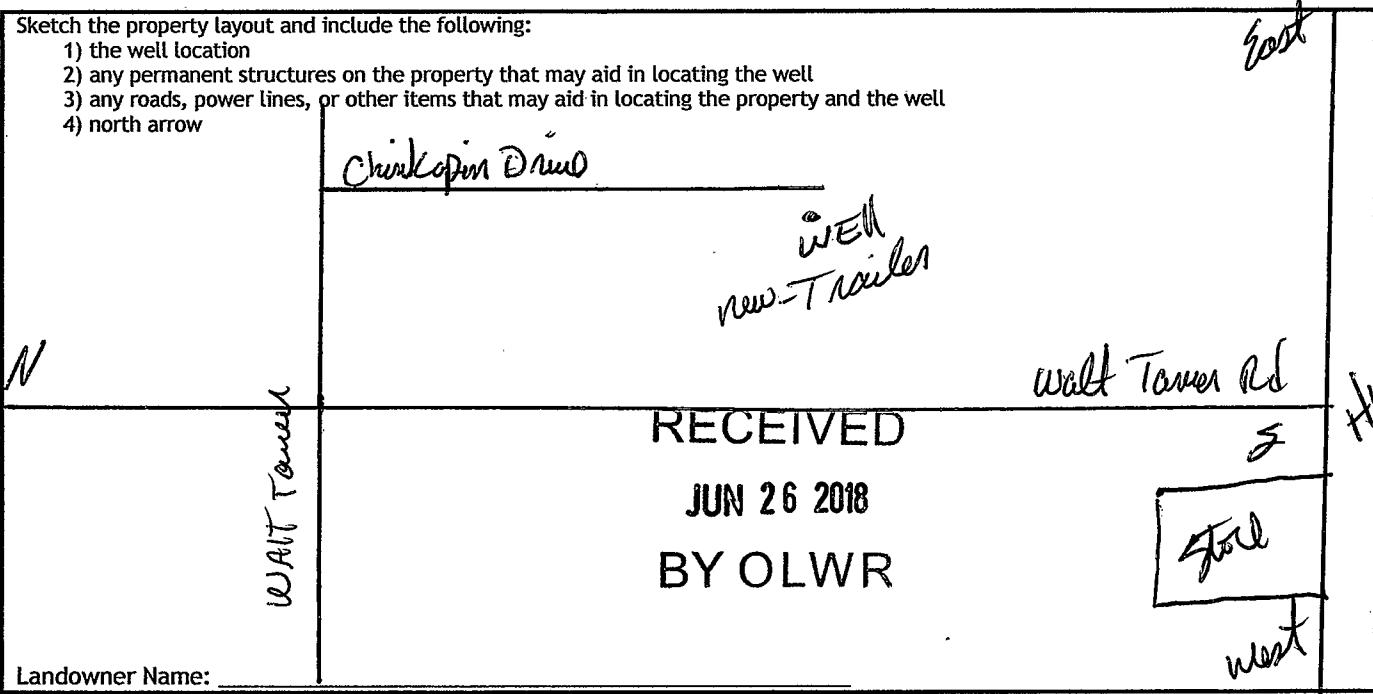 Sketch the property layout and include the following:
1) the well location
2) any permanent structures on the property that may aid in locating the well
3) any roads, power lines, or other items that may aid in locating the property and the well
4) north arrow
East
Chinkapin Drive
WEll
new-Trailer
N
Walt Tanner Rd
WAlT Tanner
RECEIVED
S
JUN 26 2018
Store
BY OLWR
West
Landowner Name: